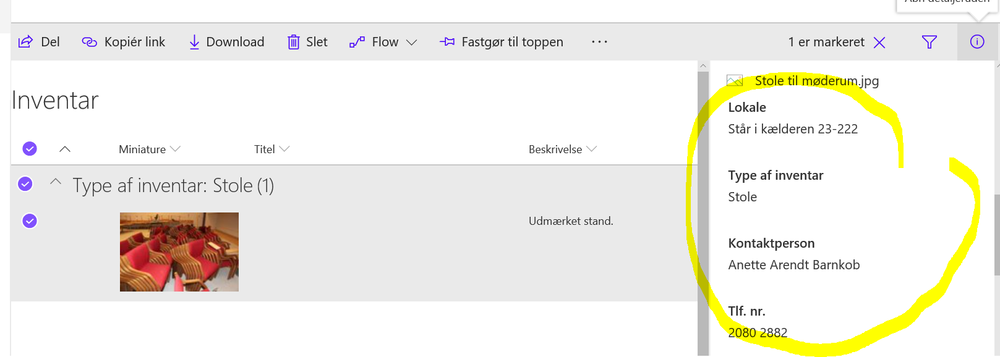 Åbn detaljeruden
Del Kopiér link Download Slet Flow Fastgør til toppen ··· 1 er markeret
Stole til møderum.jpg
Inventar
Lokale
Står i kælderen 23-222
Miniature Titel Beskrivelse
Type af inventar: Stole (1)
Type af inventar
Stole
Udmærket stand.
Kontaktperson
Anette Arendt Barnkob
Tlf. nr.
2080 2882